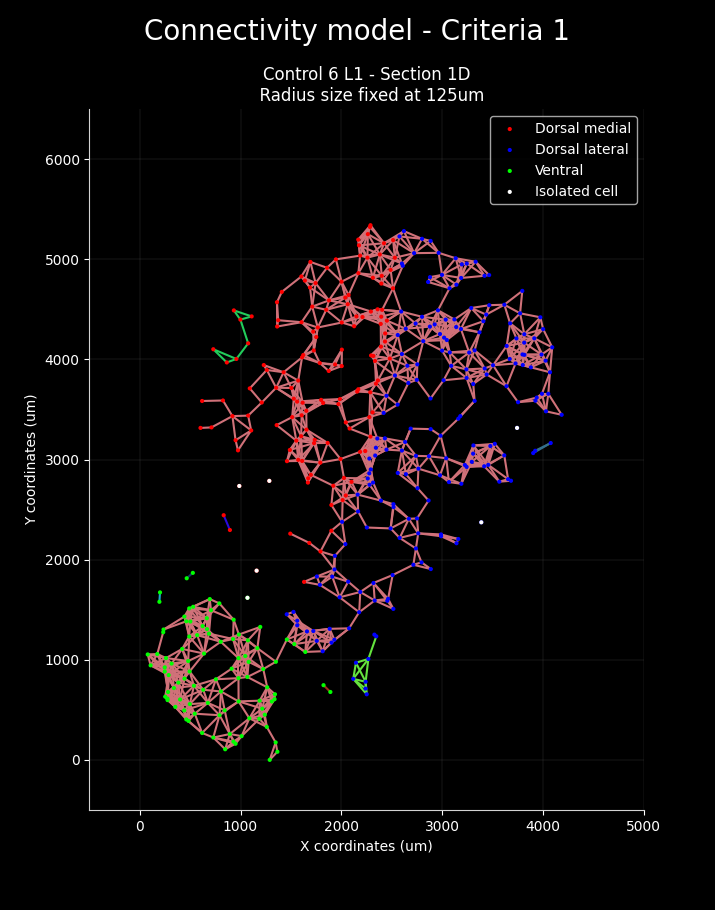 Connectivity model - Criteria 1
Control 6 L1 - Section 1D
Radius size fixed at 125um
Dorsal medial
Dorsal lateral
Ventral
Isolated cell
6000
5000
4000
3000
2000
1000
0
Y coordinates (um)
0 1000 2000 3000 4000 5000
X coordinates (um)